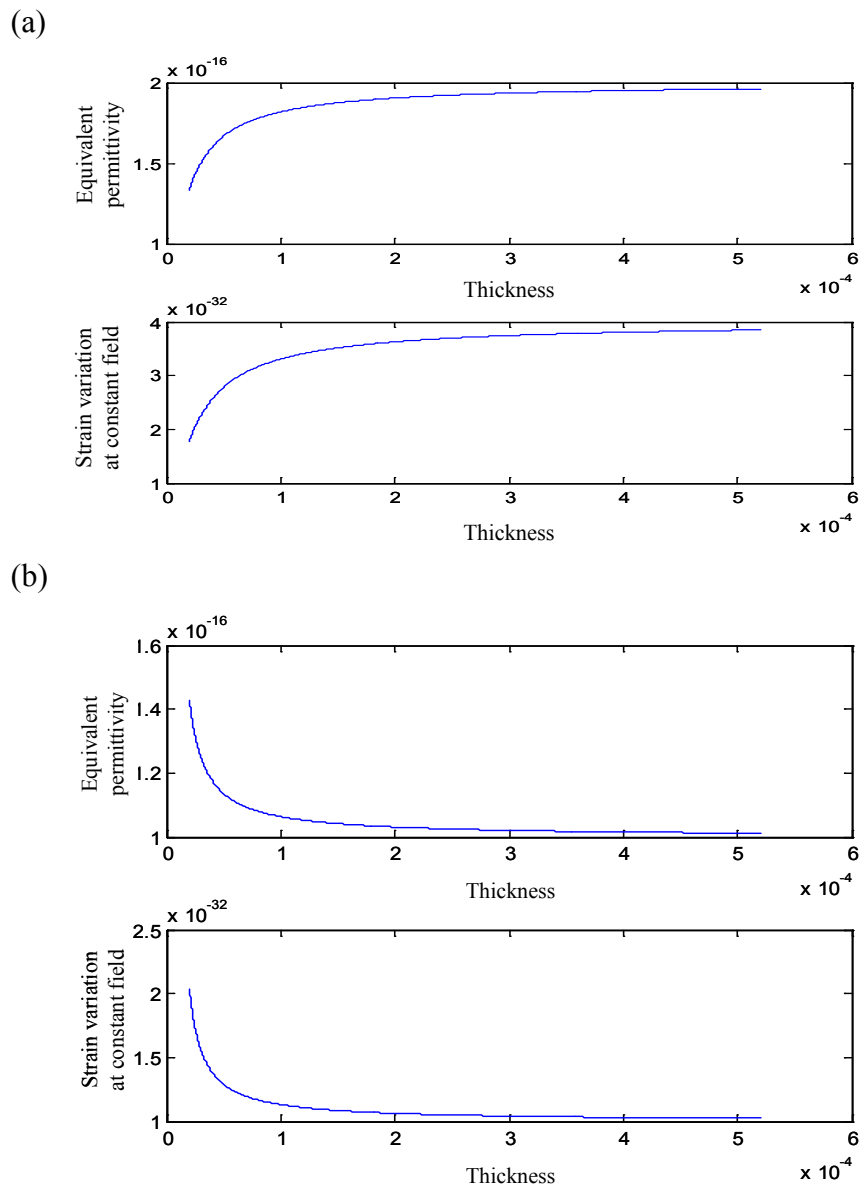 (a)
x 10-16
Equivalent
permittivity
2
1.5
1
0 1 2 3 4 5 6
Thickness
x 10-4
x 10-32
Strain variation
at constant field
4
3
2
1
0 1 2 3 4 5 6
Thickness
x 10-4
(b)
x 10-16
Equivalent
permittivity
1.6
1.4
1.2
1
0 1 2 3 4 5 6
Thickness
x 10-4
x 10-32
Strain variation
at constant field
2.5
2
1.5
1
0 1 2 3 4 5 6
Thickness
x 10-4